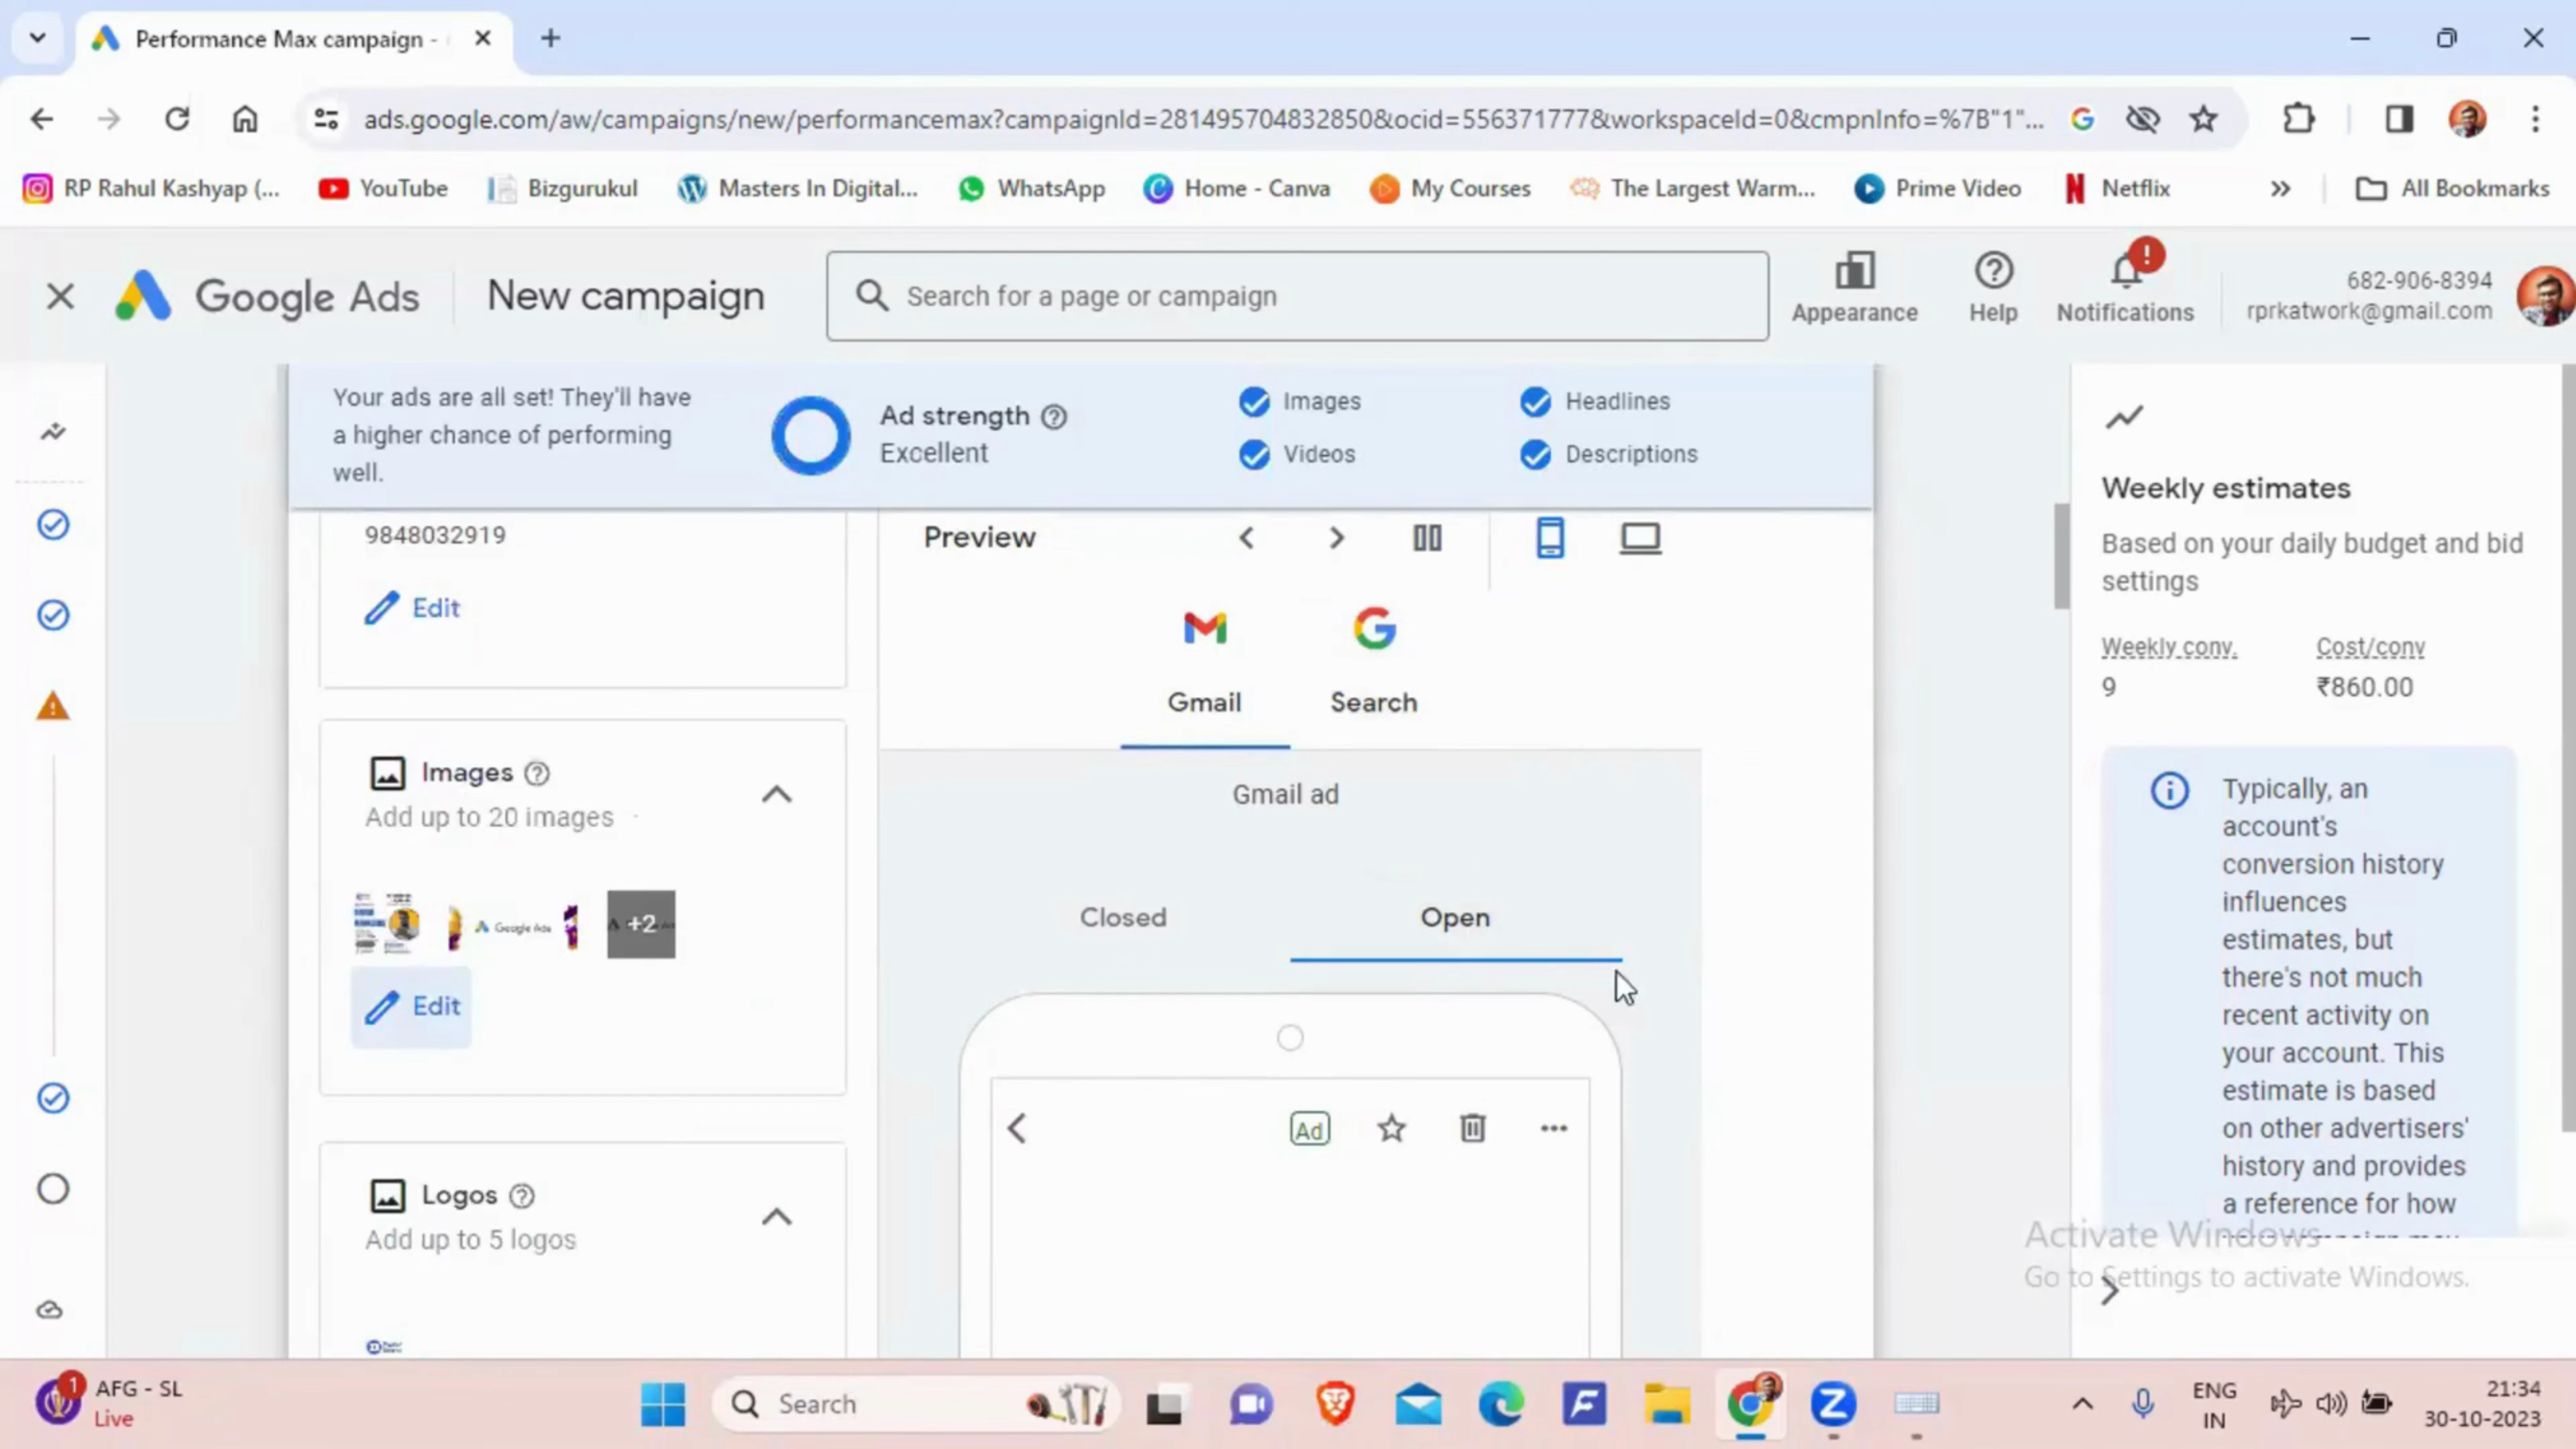 Performance Max campaign -
ads.google.com/aw/campaigns/new/performancemax?campaignId=281495704832850&ocid=556371777&workspaceId=0&cmpnInfo=%7B"1"...
RP Rahul Kashyap (...
YouTube
Bizgurukul
Masters In Digital...
WhatsApp
Home - Canva
My Courses
The Largest Warm...
Prime Video
Netflix
All Bookmarks
Google Ads
New campaign
Search for a page or campaign
Appearance
Help
Notifications
682-906-8394
rprkatwork@gmail.com
Your ads are all set! They'll have
a higher chance of performing
well.
Ad strength
Excellent
Images
Headlines
Videos
Descriptions
9848032919
Edit
Preview
Gmail
Search
Images
Add up to 20 images
Google Ads
+2
Edit
Logos
Add up to 5 logos
Gmail ad
Closed
Open
Ad
Weekly estimates
Based on your daily budget and bid
settings
Weekly conv.
Cost/conv
9
₹860.00
Typically, an
account's
conversion history
influences
estimates, but
there's not much
recent activity on
your account. This
estimate is based
on other advertisers'
history and provides
a reference for how
Activate Windows
Go to Settings to activate Windows.
1
AFG - SL
Live
Search
ENG
IN
21:34
30-10-2023